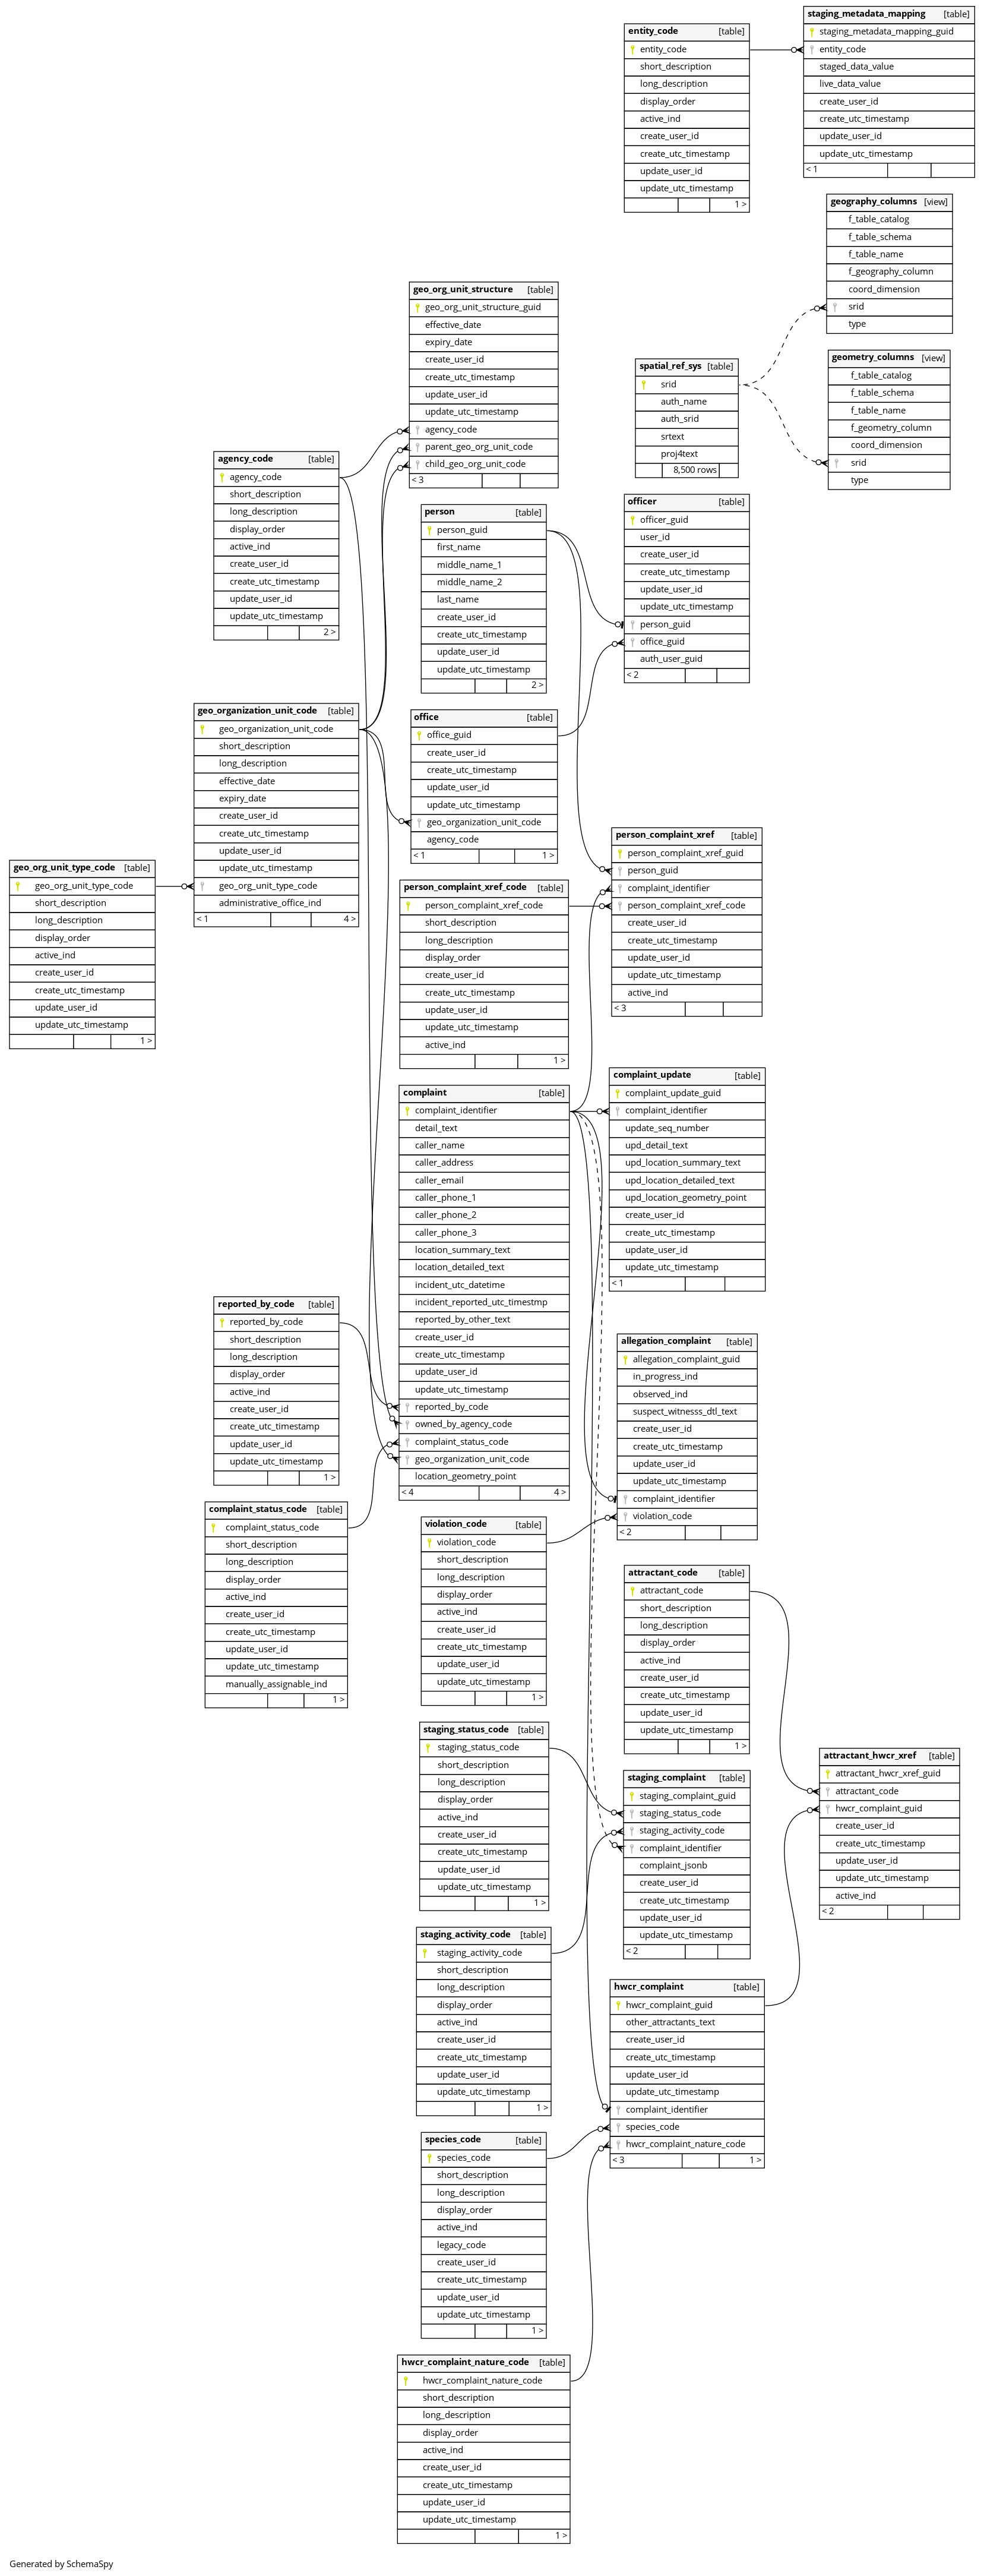 staging_metadata_mapping [table]
staging_metadata_mapping_guid
entity_code
staged_data_value
live_data_value
create_user_id
create_utc_timestamp
update_user_id
update_utc_timestamp
< 1
entity_code [table]
entity_code
short_description
long_description
display_order
active_ind
create_user_id
create_utc_timestamp
update_user_id
update_utc_timestamp
1 >
geography_columns [view]
f_table_catalog
f_table_schema
f_table_name
f_geography_column
coord_dimension
srid
type
geo_org_unit_structure [table]
geo_org_unit_structure_guid
effective_date
expiry_date
create_user_id
create_utc_timestamp
update_user_id
update_utc_timestamp
agency_code
parent_geo_org_unit_code
child_geo_org_unit_code
< 3
geometry_columns [view]
f_table_catalog
f_table_schema
f_table_name
f_geometry_column
coord_dimension
srid
type
spatial_ref_sys [table]
srid
auth_name
auth_srid
srtext
proj4text
8,500 rows
agency_code [table]
agency_code
short_description
long_description
display_order
active_ind
create_user_id
create_utc_timestamp
update_user_id
update_utc_timestamp
2 >
officer [table]
officer_guid
user_id
create_user_id
create_utc_timestamp
update_user_id
update_utc_timestamp
person_guid
office_guid
auth_user_guid
< 2
person [table]
person_guid
first_name
middle_name_1
middle_name_2
last_name
create_user_id
create_utc_timestamp
update_user_id
update_utc_timestamp
2 >
geo_organization_unit_code [table]
geo_organization_unit_code
short_description
long_description
effective_date
expiry_date
create_user_id
create_utc_timestamp
update_user_id
update_utc_timestamp
geo_org_unit_type_code
administrative_office_ind
< 1 4 >
office [table]
office_guid
create_user_id
create_utc_timestamp
update_user_id
update_utc_timestamp
geo_organization_unit_code
agency_code
< 1 1 >
person_complaint_xref [table]
person_complaint_xref_guid
person_guid
complaint_identifier
person_complaint_xref_code
create_user_id
create_utc_timestamp
update_user_id
update_utc_timestamp
active_ind
< 3
geo_org_unit_type_code [table]
geo_org_unit_type_code
short_description
long_description
display_order
active_ind
create_user_id
create_utc_timestamp
update_user_id
update_utc_timestamp
1 >
person_complaint_xref_code [table]
person_complaint_xref_code
short_description
long_description
display_order
create_user_id
create_utc_timestamp
update_user_id
update_utc_timestamp
active_ind
1 >
complaint_update [table]
complaint_update_guid
complaint_identifier
update_seq_number
upd_detail_text
upd_location_summary_text
upd_location_detailed_text
upd_location_geometry_point
create_user_id
create_utc_timestamp
update_user_id
update_utc_timestamp
< 1
complaint [table]
complaint_identifier
detail_text
caller_name
caller_address
caller_email
caller_phone_1
caller_phone_2
caller_phone_3
location_summary_text
location_detailed_text
incident_utc_datetime
incident_reported_utc_timestmp
reported_by_other_text
create_user_id
create_utc_timestamp
update_user_id
update_utc_timestamp
reported_by_code
owned_by_agency_code
complaint_status_code
geo_organization_unit_code
location_geometry_point
< 4 4 >
reported_by_code [table]
reported_by_code
short_description
long_description
display_order
active_ind
create_user_id
create_utc_timestamp
update_user_id
update_utc_timestamp
1 >
allegation_complaint [table]
allegation_complaint_guid
in_progress_ind
observed_ind
suspect_witnesss_dtl_text
create_user_id
create_utc_timestamp
update_user_id
update_utc_timestamp
complaint_identifier
violation_code
< 2
complaint_status_code [table]
complaint_status_code
short_description
long_description
display_order
active_ind
create_user_id
create_utc_timestamp
update_user_id
update_utc_timestamp
manually_assignable_ind
1 >
violation_code [table]
violation_code
short_description
long_description
display_order
active_ind
create_user_id
create_utc_timestamp
update_user_id
update_utc_timestamp
1 >
attractant_code [table]
attractant_code
short_description
long_description
display_order
active_ind
create_user_id
create_utc_timestamp
update_user_id
update_utc_timestamp
1 >
staging_status_code [table]
staging_status_code
short_description
long_description
display_order
active_ind
create_user_id
create_utc_timestamp
update_user_id
update_utc_timestamp
1 >
attractant_hwcr_xref [table]
attractant_hwcr_xref_guid
attractant_code
hwcr_complaint_guid
create_user_id
create_utc_timestamp
update_user_id
update_utc_timestamp
active_ind
< 2
staging_complaint [table]
staging_complaint_guid
staging_status_code
staging_activity_code
complaint_identifier
complaint_jsonb
create_user_id
create_utc_timestamp
update_user_id
update_utc_timestamp
< 2
staging_activity_code [table]
staging_activity_code
short_description
long_description
display_order
active_ind
create_user_id
create_utc_timestamp
update_user_id
update_utc_timestamp
1 >
hwcr_complaint [table]
hwcr_complaint_guid
other_attractants_text
create_user_id
create_utc_timestamp
update_user_id
update_utc_timestamp
complaint_identifier
species_code
hwcr_complaint_nature_code
< 3 1 >
species_code [table]
species_code
short_description
long_description
display_order
active_ind
legacy_code
create_user_id
create_utc_timestamp
update_user_id
update_utc_timestamp
1 >
hwcr_complaint_nature_code [table]
hwcr_complaint_nature_code
short_description
long_description
display_order
active_ind
create_user_id
create_utc_timestamp
update_user_id
update_utc_timestamp
1 >
Generated by SchemaSpy